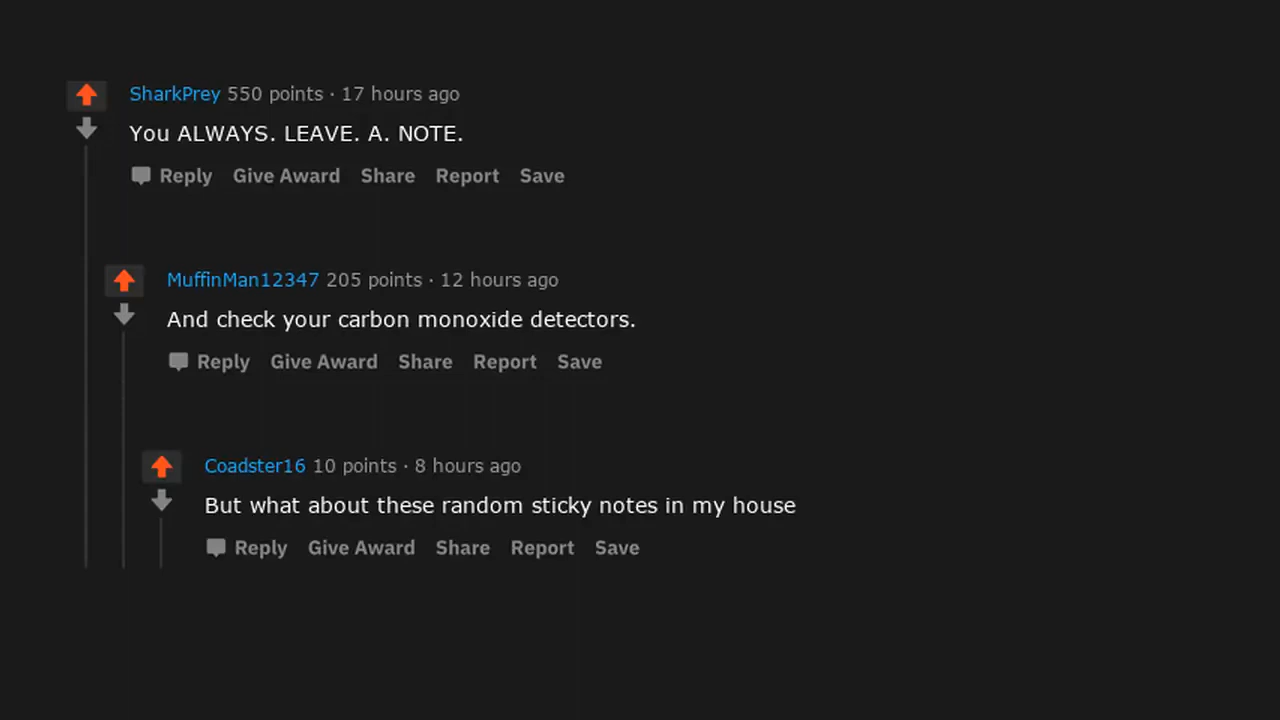 SharkPrey 550 points · 17 hours ago
You ALWAYS. LEAVE. A. NOTE.
Reply Give Award Share Report Save
MuffinMan12347 205 points · 12 hours ago
And check your carbon monoxide detectors.
Reply Give Award Share Report Save
Coadster16 10 points · 8 hours ago
But what about these random sticky notes in my house
Reply Give Award Share Report Save